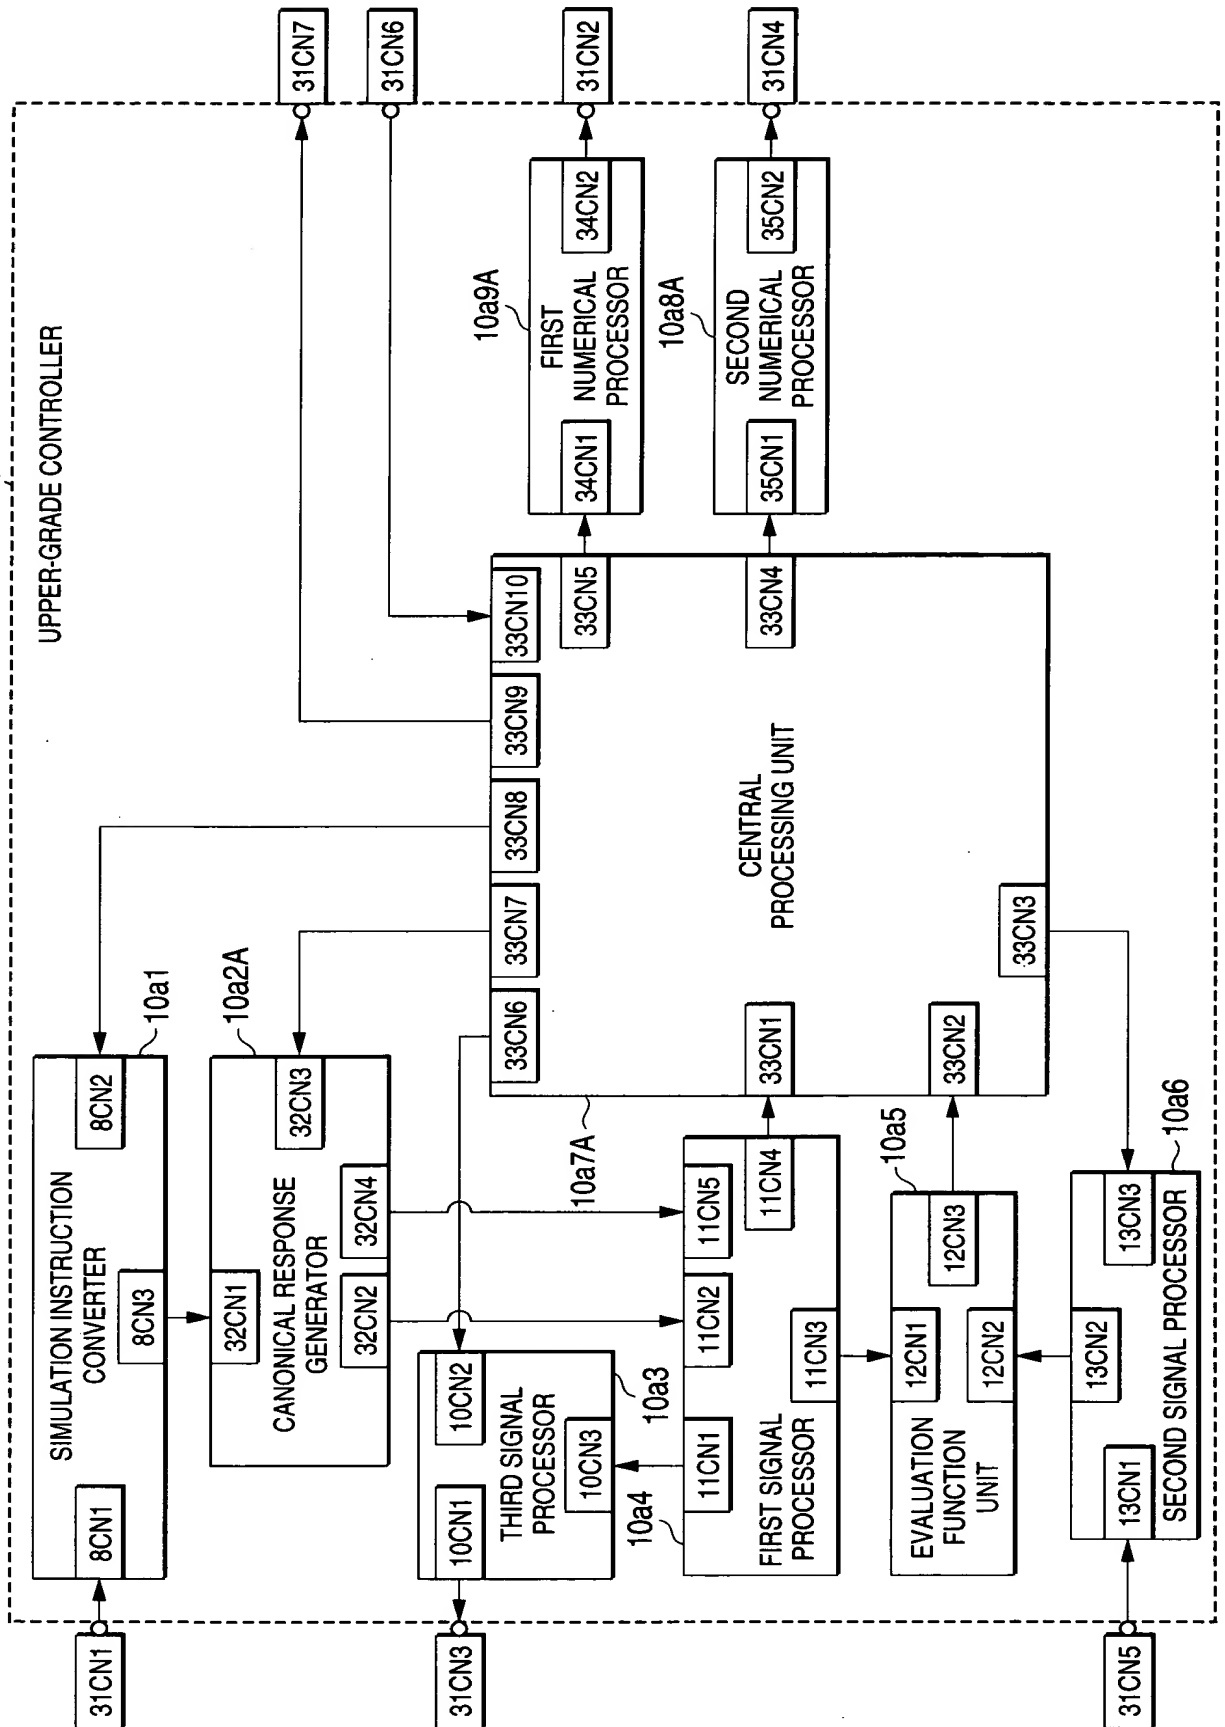 UPPER-GRADE CONTROLLER
31CN1
8CN1
SIMULATION INSTRUCTION
CONVERTER
8CN2
8CN3
10a1
32CN1
CANONICAL RESPONSE
GENERATOR
32CN3
32CN2
32CN4
10a2A
31CN7
31CN6
31CN3
10CN1
10CN2
THIRD SIGNAL
PROCESSOR
10CN3
10a3
33CN6
33CN7
33CN8
33CN9
33CN10
33CN5
34CN1
FIRST
NUMERICAL
PROCESSOR
34CN2
10a9A
31CN2
10a4
11CN1
11CN2
11CN5
FIRST SIGNAL
PROCESSOR
11CN3
11CN4
10a7A
33CN1
CENTRAL
PROCESSING UNIT
33CN4
35CN1
SECOND
NUMERICAL
PROCESSOR
35CN2
10a8A
31CN4
EVALUATION
FUNCTION
UNIT
12CN1
12CN2
12CN3
10a5
33CN2
33CN3
31CN5
13CN1
13CN2
13CN3
SECOND SIGNAL PROCESSOR
10a6